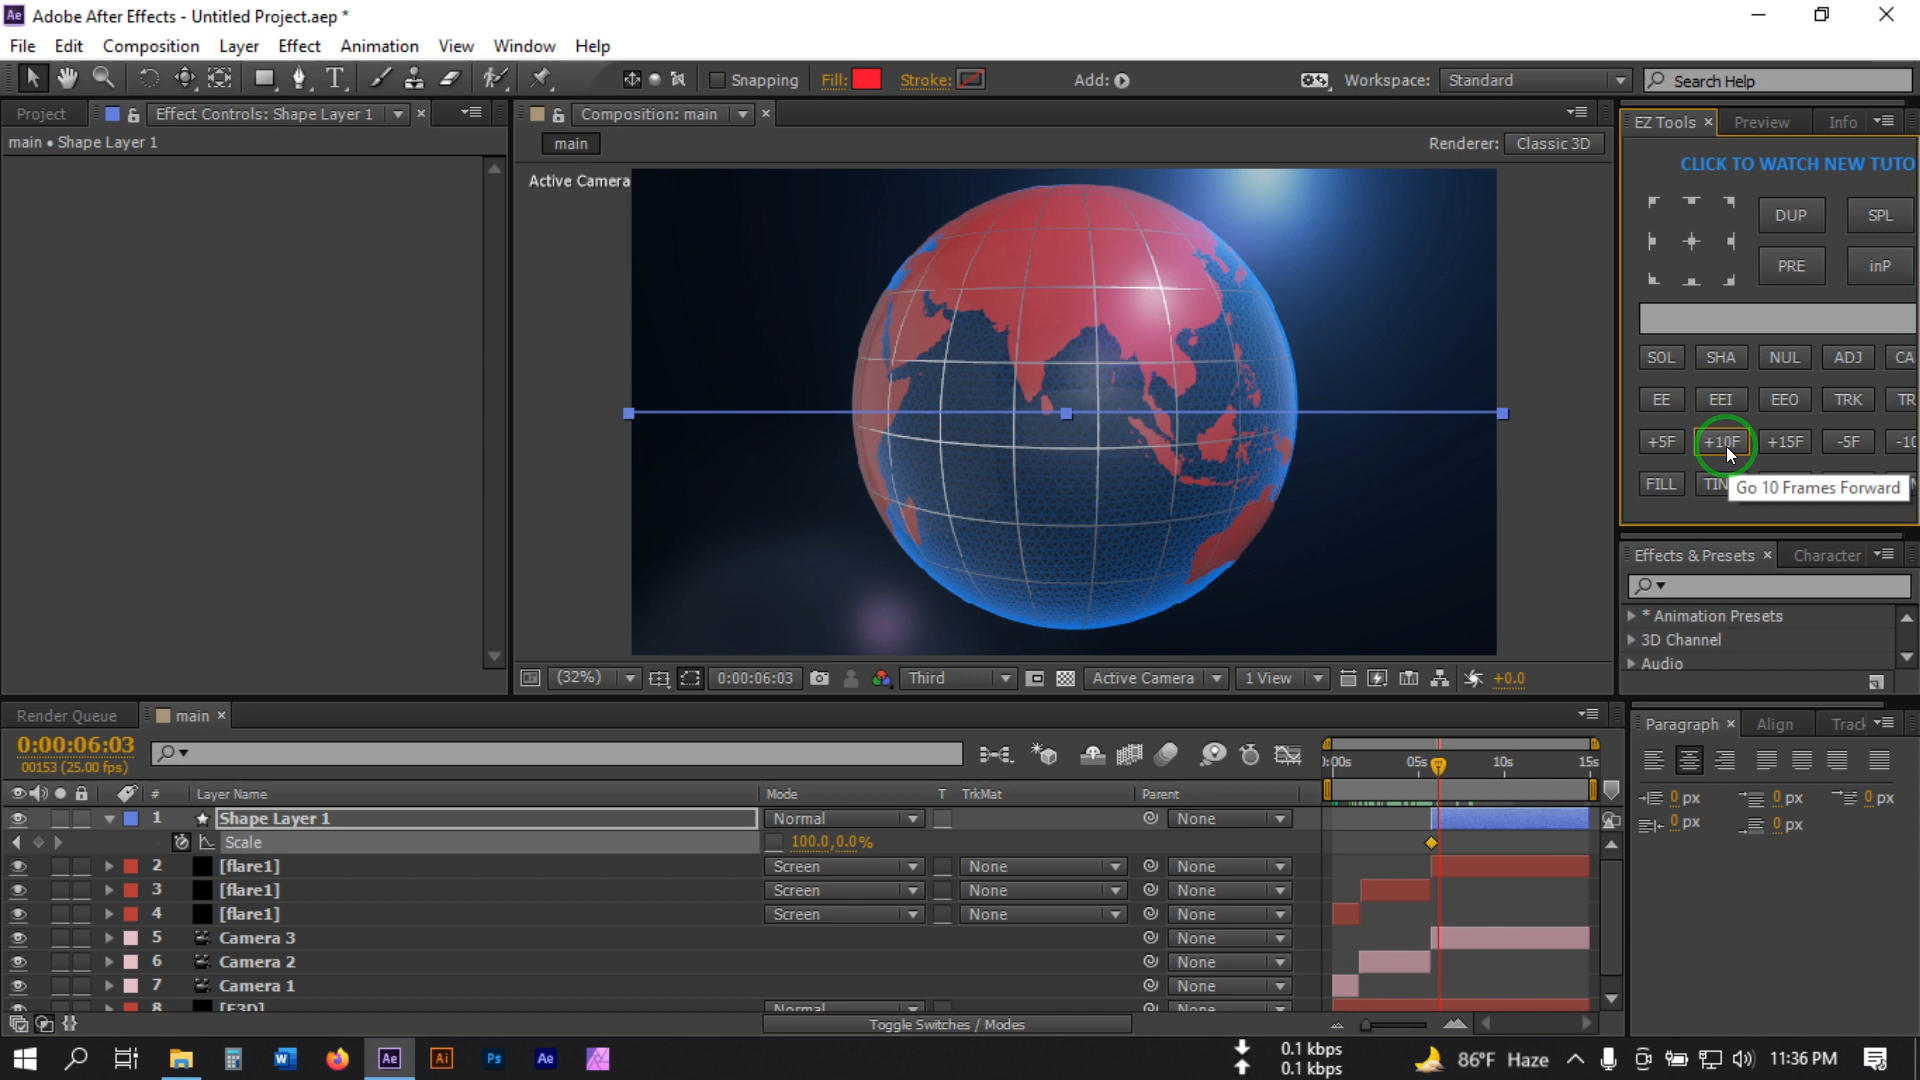 Ae Adobe After Effects - Untitled Project.aep *
File Edit Composition Layer Effect Animation View Window Help
Snapping Fill: Stroke: Add: Workspace: Standard Search Help
Project Effect Controls: Shape Layer 1
Composition: main
EZ Tools Preview Info
main • Shape Layer 1
main
Renderer: Classic 3D
CLICK TO WATCH NEW TUTO
Active Camera
DUP SPL
PRE inP
SOL SHA NUL ADJ CA
EE EEI EEO TRK TR
+5F +10F +15F -5F -10
FILL TIN
Go 10 Frames Forward
Effects & Presets Character
* Animation Presets
3D Channel
Audio
(32%) 0:00:06:03 Third Active Camera 1 View +0.0
Render Queue main
Paragraph Align Track
0:00:06:03
00153 (25.00 fps)
):00s 05s 10s 15s
# Layer Name Mode T TrkMat Parent
0 px 0 px 0 px
0 px 0 px
1 Shape Layer 1 Normal None
Scale 100.0,0.0%
2 [flare1] Screen None None
3 [flare1] Screen None None
4 [flare1] Screen None None
5 Camera 3 None
6 Camera 2 None
7 Camera 1 None
8 [E3D] Normal None None
Toggle Switches / Modes
Ae Ai Ps Ae
0.1 kbps
0.1 kbps
86°F Haze 11:36 PM